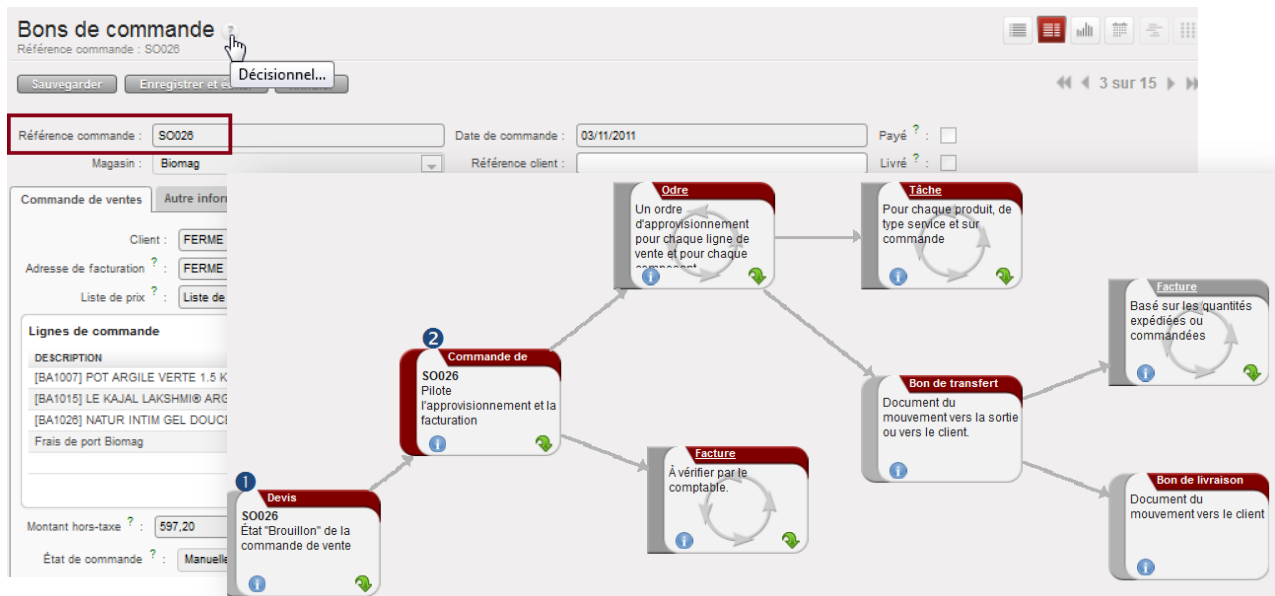 Bons de commande ?
Référence commande : SO026
Décisionnel...
Sauvegarder Enregistrer et
3 sur 15
Référence commande : SO026 Date de commande : 03/11/2011 Payé ? :
Magasin : Biomag Référence client : Livré ? :
Commande de ventes Autre infor
Client : FERME
Adresse de facturation ? : FERME
Liste de prix ? : Liste de
Lignes de commande
DESCRIPTION
[BA1007] POT ARGILE VERTE 1.5 K
[BA1015] LE KAJAL LAKSHMI® ARG
[BA1026] NATUR INTIM GEL DOUCE
Frais de port Biomag
Montant hors-taxe ? : 597,20
État de commande ? : Manuelle
1
Devis
SO026
État "Brouillon" de la
commande de vente
2
Commande de
SO026
Pilote
l'approvisionnement et la
facturation
Odre
Un ordre
d'approvisionnement
pour chaque ligne de
vente et pour chaque
composant
Tâche
Pour chaque produit, de
type service et sur
commande
Facture
À vérifier par le
comptable.
Bon de transfert
Document du
mouvement vers la sortie
ou vers le client.
Facture
Basé sur les quantités
expédiées ou
commandées
Bon de livraison
Document du
mouvement vers le client